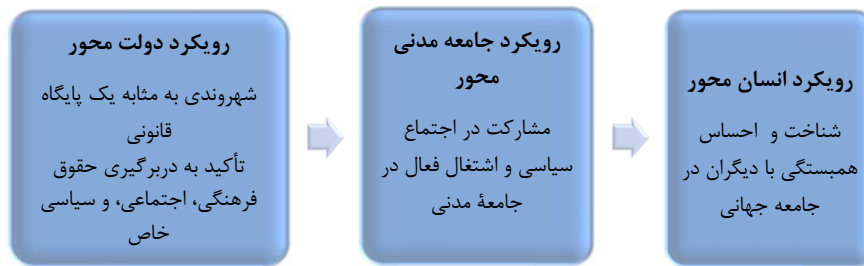 رویکرد دولت محور
شهروندی به مثابه یک پایگاه
قانونی
تأکید به دربرگیری حقوق
فرهنگی، اجتماعی، و سیاسی
خاص
رویکرد جامعه مدنی
محور
مشارکت در اجتماع
سیاسی و اشتغال فعال در
جامعۀ مدنی
رویکرد انسان محور
شناخت و احساس
همبستگی با دیگران در
جامعه جهانی